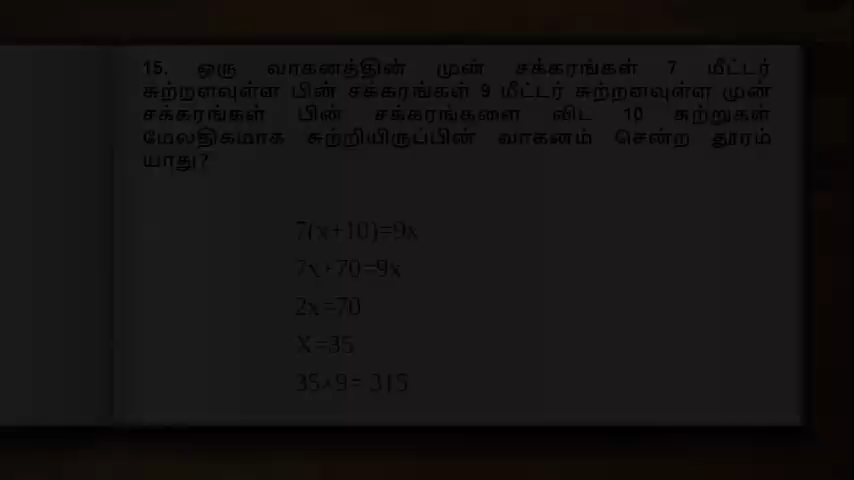 15. ஒரு வாகனத்தின் முன் சக்கரங்கள் 7 மீட்டர்
சுற்றளவுள்ள பின் சக்கரங்கள் 9 மீட்டர் சுற்றளவுள்ள முன்
சக்கரங்கள் பின் சக்கரங்களை விட 10 சுற்றுகள்
மேலதிகமாக சுற்றியிருப்பின் வாகனம் சென்ற தூரம்
யாது?
7(x+10)=9x
7x+70=9x
2x=70
X=35
35×9= 315